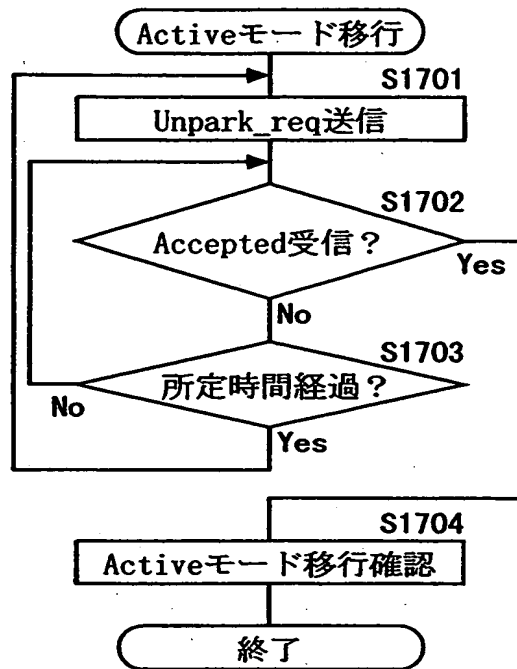 Activeモード移行
S1701
Unpark_req送信
S1702
Accepted受信？
Yes
No
S1703
所定時間経過？
No
Yes
S1704
Activeモード移行確認
終了